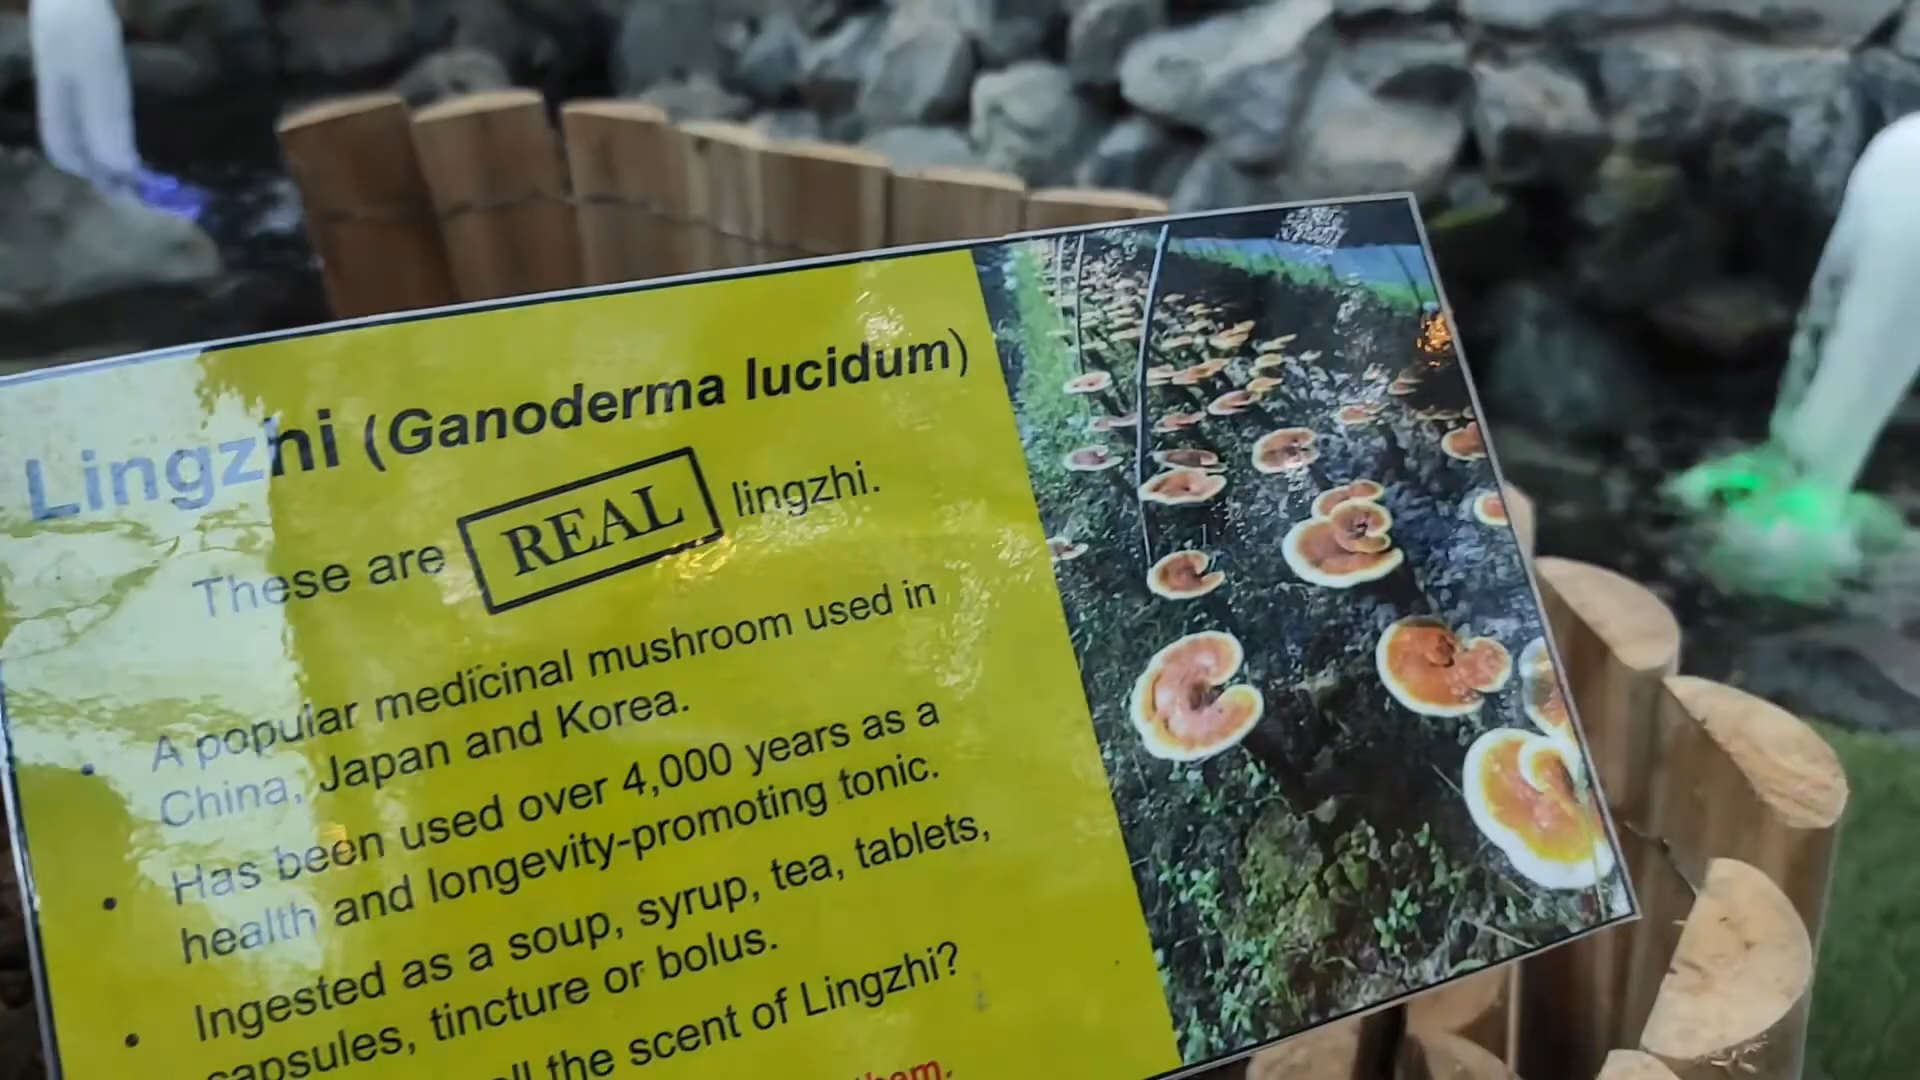 Lingzhi (Ganoderma lucidum)
These are REAL lingzhi.
• A popular medicinal mushroom used in
China, Japan and Korea.
• Has been used over 4,000 years as a
health and longevity-promoting tonic.
• Ingested as a soup, syrup, tea, tablets,
capsules, tincture or bolus.
the scent of Lingzhi?